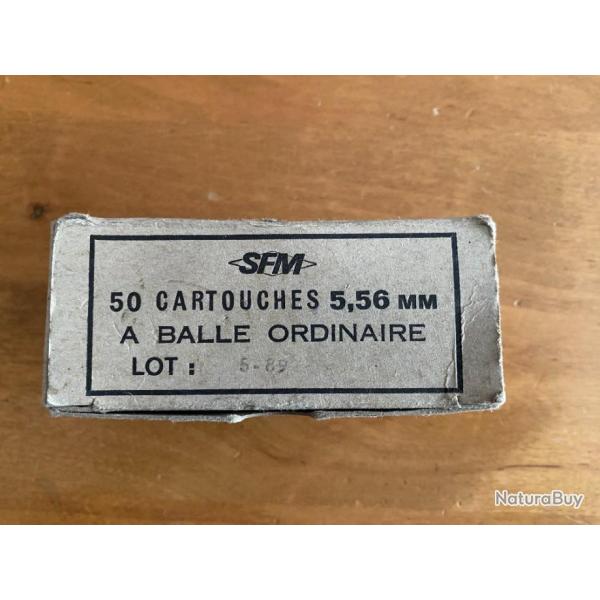 SFM
50 CARTOUCHES 5,56 MM
A BALLE ORDINAIRE
LOT : 5-89
NaturaBuy